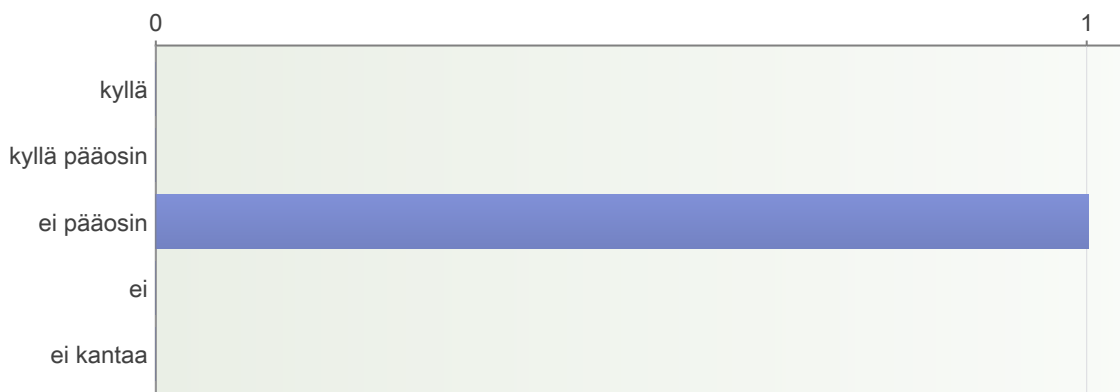 0 1
kyllä
kyllä pääosin
ei pääosin
ei
ei kantaa